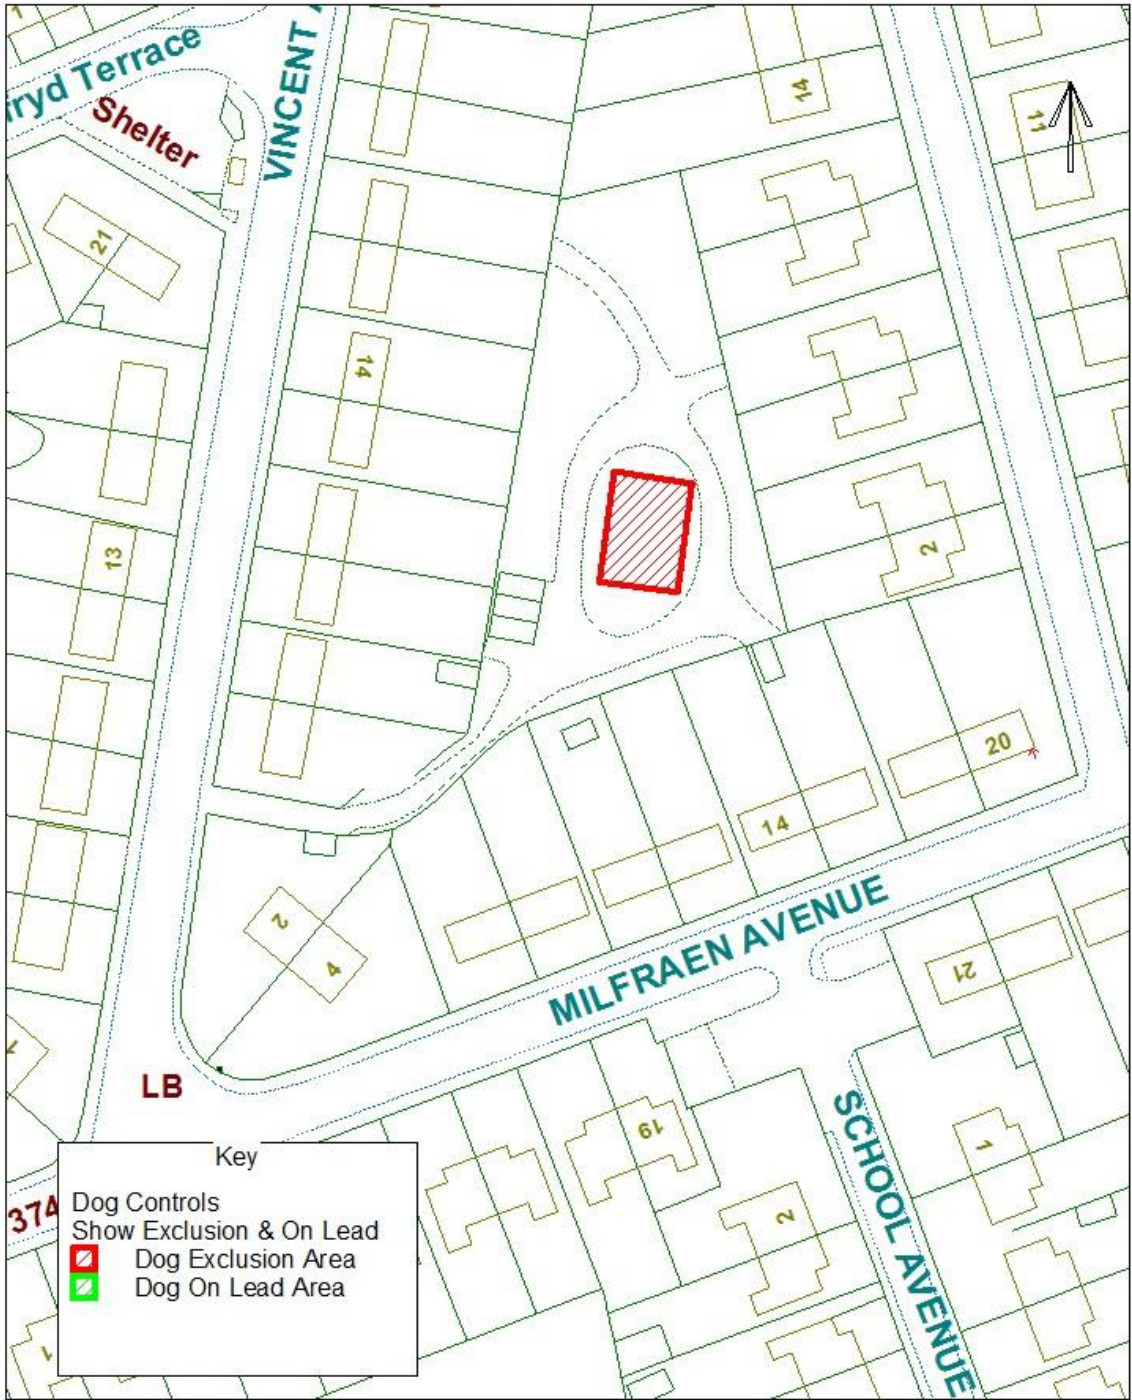 ryd Terrace
VINCENT
Shelter
14
11
21
14
13
2
20
14
2
4
MILFRAEN AVENUE
21
LB
SCHOOL AVENUE
19
1
2
374
1
Key
Dog Controls
Show Exclusion & On Lead
Dog Exclusion Area
Dog On Lead Area